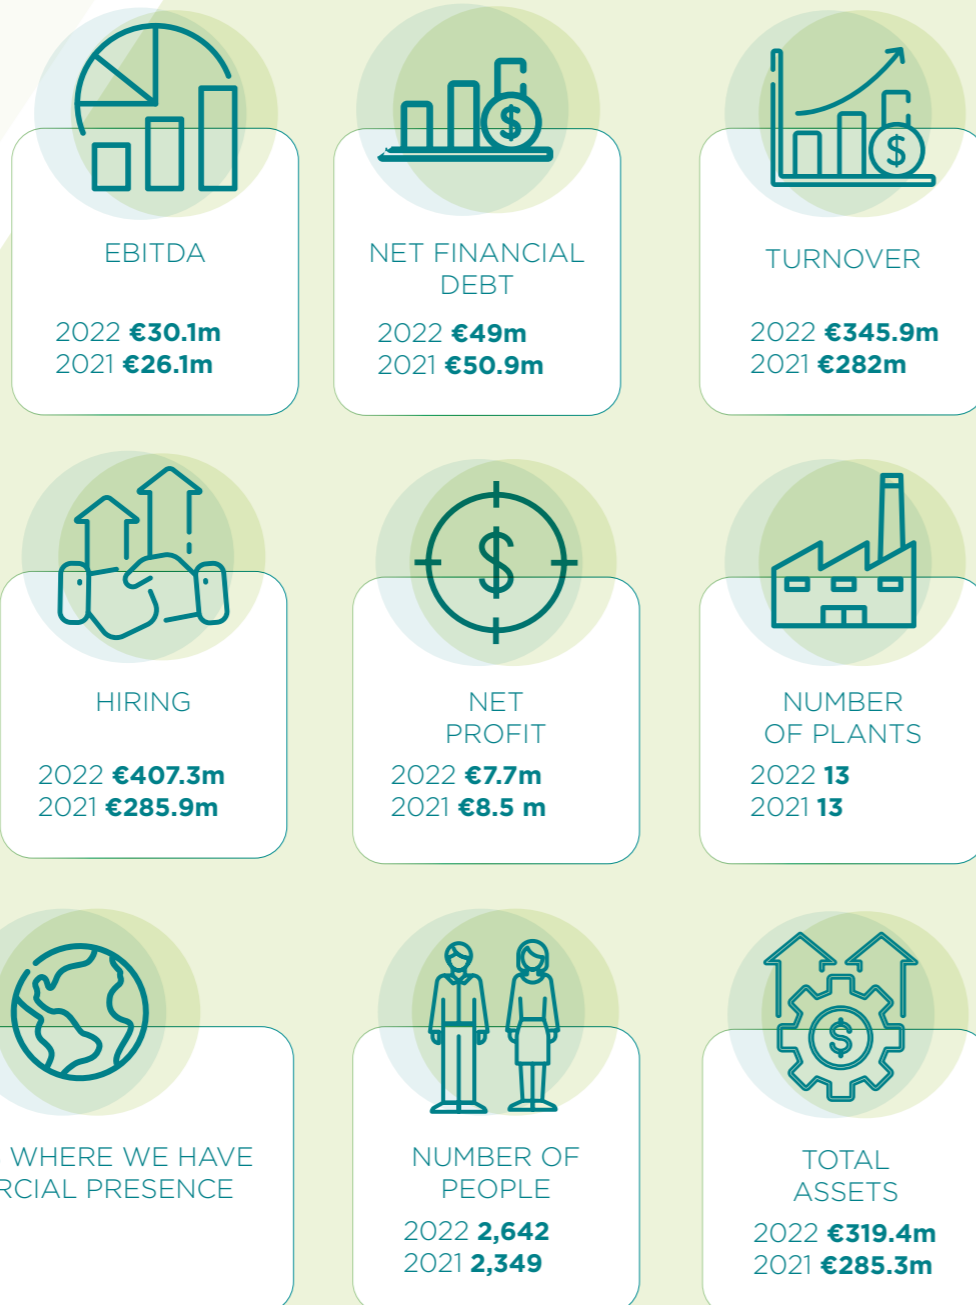 EBITDA
2022 €30.1m
2021 €26.1m
NET FINANCIAL
DEBT
2022 €49m
2021 €50.9m
TURNOVER
2022 €345.9m
2021 €282m
HIRING
2022 €407.3m
2021 €285.9m
NET
PROFIT
2022 €7.7m
2021 €8.5 m
NUMBER
OF PLANTS
2022 13
2021 13
WHERE WE HAVE
RCIAL PRESENCE
NUMBER OF
PEOPLE
2022 2,642
2021 2,349
TOTAL
ASSETS
2022 €319.4m
2021 €285.3m